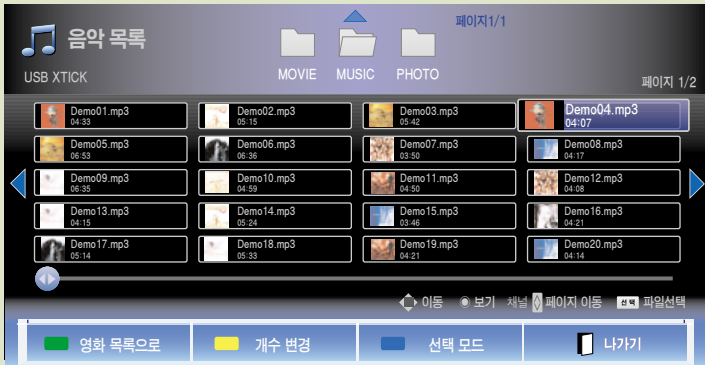 음악 목록
페이지1/1
USB XTICK
MOVIE MUSIC PHOTO
페이지 1/2
Demo01.mp3
04:33
Demo02.mp3
05:15
Demo03.mp3
05:42
Demo04.mp3
04:07
Demo05.mp3
06:53
Demo06.mp3
06:36
Demo07.mp3
03:50
Demo08.mp3
04:17
Demo09.mp3
06:35
Demo10.mp3
04:59
Demo11.mp3
04:50
Demo12.mp3
04:08
Demo13.mp3
04:15
Demo14.mp3
05:24
Demo15.mp3
03:46
Demo16.mp3
04:21
Demo17.mp3
05:14
Demo18.mp3
05:33
Demo19.mp3
04:21
Demo20.mp3
04:14
이동 보기 채널 페이지 이동 선택 파일선택
영화 목록으로 개수 변경 선택 모드 나가기